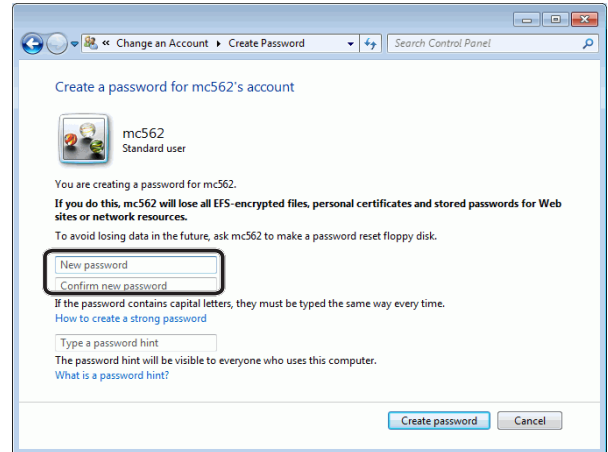 « Change an Account ▸ Create Password
Search Control Panel
Create a password for mc562's account
mc562
Standard user
You are creating a password for mc562.
If you do this, mc562 will lose all EFS-encrypted files, personal certificates and stored passwords for Web
sites or network resources.
To avoid losing data in the future, ask mc562 to make a password reset floppy disk.
New password
Confirm new password
If the password contains capital letters, they must be typed the same way every time.
How to create a strong password
Type a password hint
The password hint will be visible to everyone who uses this computer.
What is a password hint?
Create password
Cancel